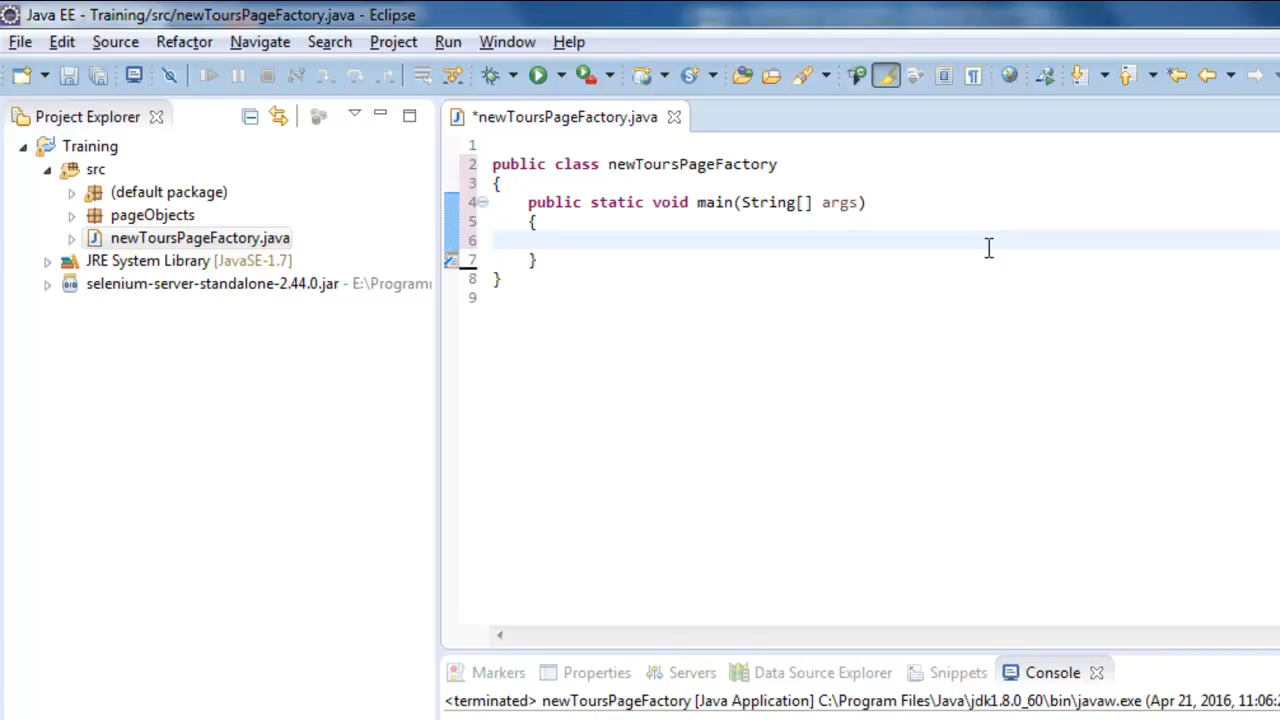 Java EE - Training/src/newToursPageFactory.java - Eclipse
File Edit Source Refactor Navigate Search Project Run Window Help
Project Explorer
*newToursPageFactory.java
Training
src
(default package)
pageObjects
newToursPageFactory.java
JRE System Library [JavaSE-1.7]
selenium-server-standalone-2.44.0.jar - E:\Program
1
2 public class newToursPageFactory
3 {
4 public static void main(String[] args)
5 {
6
7 }
8 }
9
Markers Properties Servers Data Source Explorer Snippets Console
<terminated> newToursPageFactory [Java Application] C:\Program Files\Java\jdk1.8.0_60\bin\javaw.exe (Apr 21, 2016, 11:06: